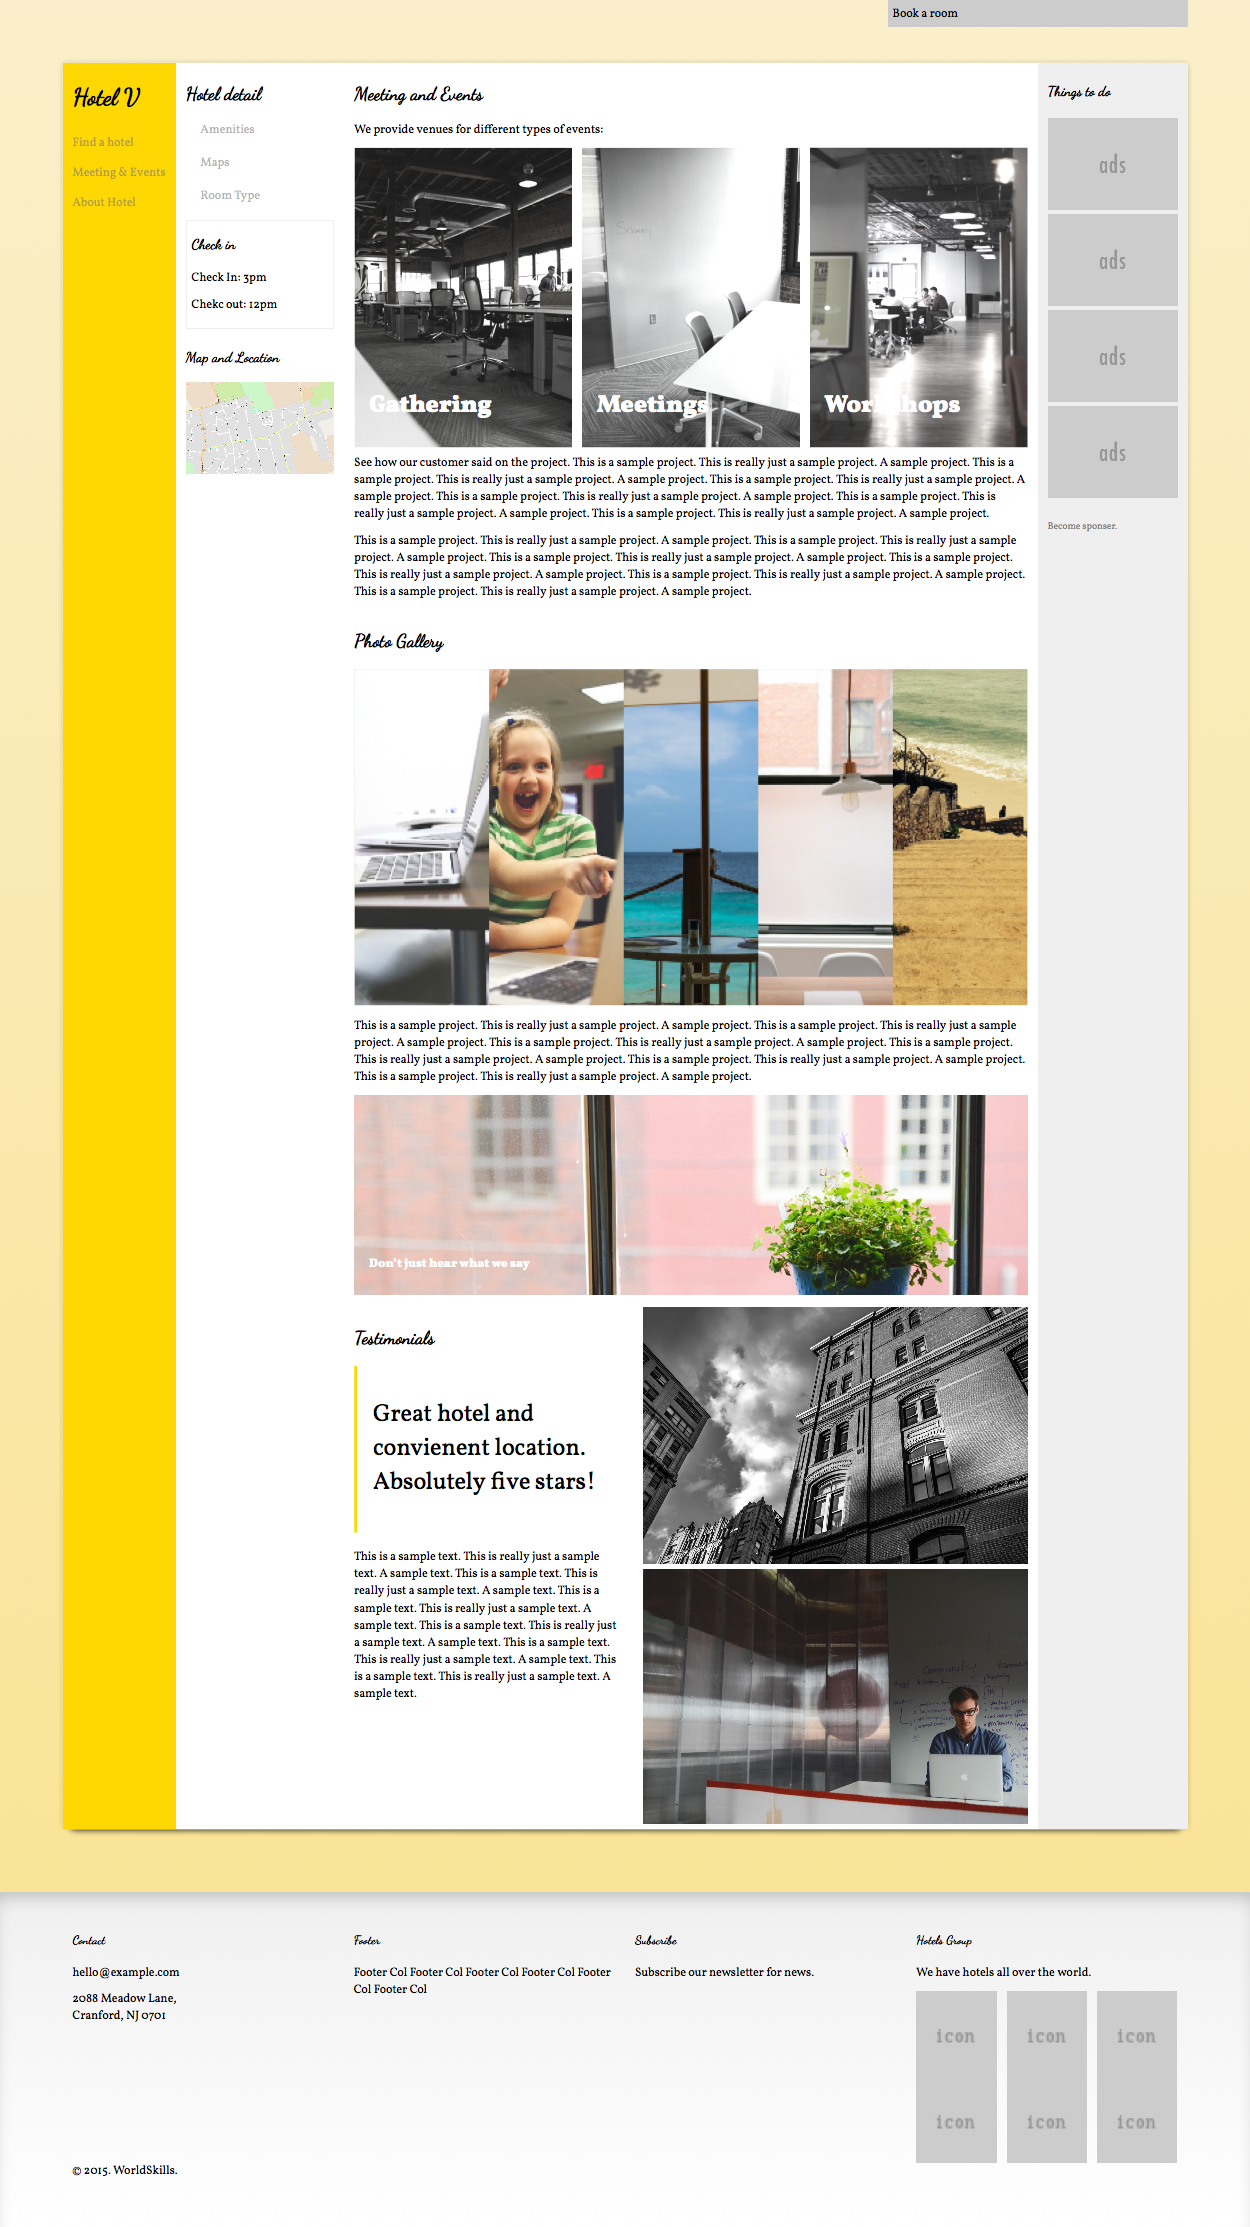 Book a room
Hotel V
Find a hotel
Meeting & Events
About Hotel
Hotel detail
Amenities
Maps
Room Type
Check in
Check In: 3pm
Chekc out: 12pm
Map and Location
Meeting and Events
We provide venues for different types of events:
Gathering
Meetings
Workshops
See how our customer said on the project. This is a sample project. This is really just a sample project. A sample project. This is a
sample project. This is really just a sample project. A sample project. This is a sample project. This is really just a sample project. A
sample project. This is a sample project. This is really just a sample project. A sample project. This is a sample project. This is
really just a sample project. A sample project. This is a sample project. This is really just a sample project. A sample project.
This is a sample project. This is really just a sample project. A sample project. This is a sample project. This is really just a sample
project. A sample project. This is a sample project. This is really just a sample project. A sample project. This is a sample project.
This is really just a sample project. A sample project. This is a sample project. This is really just a sample project. A sample project.
This is a sample project. This is really just a sample project. A sample project.
Photo Gallery
This is a sample project. This is really just a sample project. A sample project. This is a sample project. This is really just a sample
project. A sample project. This is a sample project. This is really just a sample project. A sample project. This is a sample project.
This is really just a sample project. A sample project. This is a sample project. This is really just a sample project. A sample project.
This is a sample project. This is really just a sample project. A sample project.
Don't just hear what we say
Testimonials
Great hotel and
convienent location.
Absolutely five stars!
This is a sample text. This is really just a sample
text. A sample text. This is a sample text. This is
really just a sample text. A sample text. This is a
sample text. This is really just a sample text. A
sample text. This is a sample text. This is really just
a sample text. A sample text. This is a sample text.
This is really just a sample text. A sample text. This
is a sample text. This is really just a sample text. A
sample text.
Things to do
ads
ads
ads
ads
Become sponser.
Contact
hello@example.com
2088 Meadow Lane,
Cranford, NJ 0701
© 2015. WorldSkills.
Footer
Footer Col Footer Col Footer Col Footer Col Footer
Col Footer Col
Subscribe
Subscribe our newsletter for news.
Hotels Group
We have hotels all over the world.
icon icon icon
icon icon icon